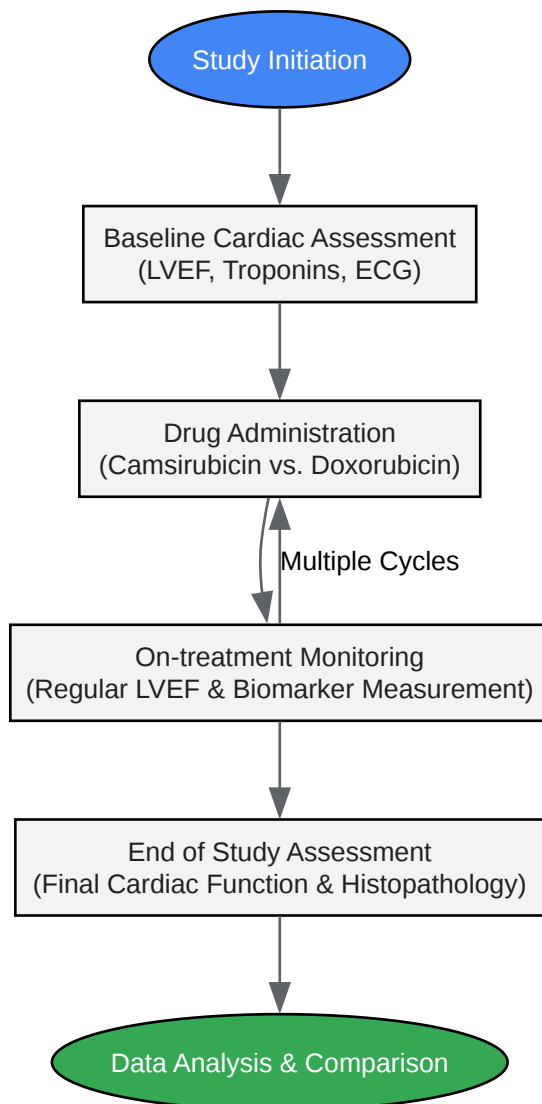 Study Initiation
Baseline Cardiac Assessment
(LVEF, Troponins, ECG)
Drug Administration
(Camsirubicin vs. Doxorubicin)
Multiple Cycles
On-treatment Monitoring
(Regular LVEF & Biomarker Measurement)
End of Study Assessment
(Final Cardiac Function & Histopathology)
Data Analysis & Comparison